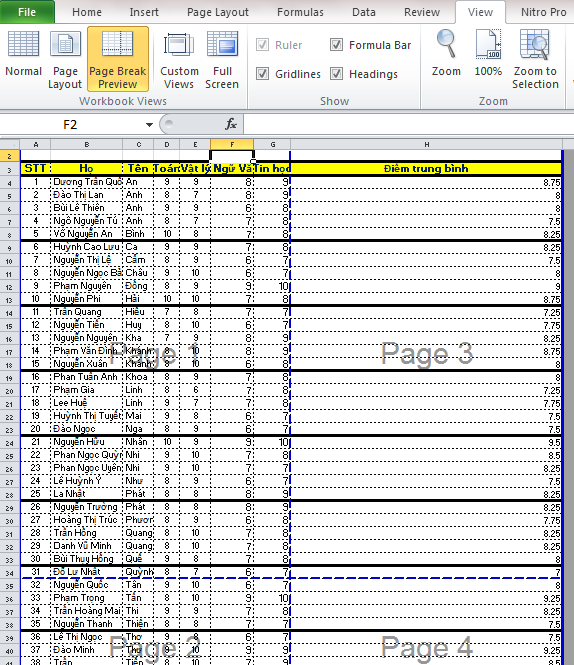 File Home Insert Page Layout Formulas Data Review View Nitro Pro
Normal Page Layout Page Break Preview Custom Views Full Screen Ruler Formula Bar Gridlines Headings Zoom 100% Zoom to Selection
Workbook Views Show Zoom
F2 fx
A B C D E F G H
2
3 STT Họ Tên Toán Vật lý Ngữ Vă Tin học Điểm trung bình
4 1 Dương Trần Quố An 9 9 8 9 8.75
5 2 Đào Thị Lan Anh 8 7 8 9 8
6 3 Bùi Lê Thiên Anh 9 9 6 8 8
7 4 Ngô Nguyễn Tú Anh 8 7 7 8 7.5
8 5 Võ Nguyễn An Bình 10 8 7 8 8.25
9 6 Huỳnh Cao Lưu Ca 9 9 7 8 8.25
10 7 Nguyễn Thị Lệ Cẩm 8 9 6 7 7.5
11 8 Nguyễn Ngọc Bả Châu 9 10 6 7 8
12 9 Phạm Nguyên Đông 8 9 9 10 9
13 10 Nguyễn Phi Hải 10 10 7 8 8.75
14 11 Trần Quang Hiếu 7 8 7 7 7.25
15 12 Nguyễn Tiến Huy 8 10 6 7 7.75
16 13 Nguyễn Nguyên Kha 7 9 8 9 8.25
17 14 Phạm Văn Đình Khánh 8 10 8 9 8.75
Page Page 3
18 15 Nguyễn Xuân Khánh 8 10 6 8 8
19 16 Phan Tuấn Anh Khoa 8 9 7 8 8
20 17 Phạm Gia Linh 8 6 7 8 7.25
21 18 Lee Huệ Linh 9 7 7 8 7.75
22 19 Huỳnh Thị Tuyết Mai 9 8 6 7 7.5
23 20 Đào Ngọc Nga 8 9 6 7 7.5
24 21 Nguyễn Hữu Nhân 10 9 9 10 9.5
25 22 Phan Ngọc Quỳn Nhi 9 10 7 8 8.5
26 23 Phan Ngọc Uyên Nhi 9 10 7 7 8.25
27 24 Lê Huỳnh Ý Như 8 9 6 7 7.5
28 25 La Nhật Phát 8 8 8 9 8.25
29 26 Nguyễn Trường Phát 8 8 8 9 8.25
30 27 Hoàng Thị Trúc Phươn 8 9 6 8 7.75
31 28 Trần Hồng Quang 8 10 7 8 8.25
32 29 Danh Vũ Minh Quang 8 10 7 8 8.25
33 30 Bùi Thụy Hồng Quế 9 8 7 8 8
34 31 Đỗ Lư Nhật Quỳnh 8 7 6 7 7
35 32 Nguyễn Quốc Tấn 9 10 6 7 8
36 33 Phạm Trọng Tấn 8 10 9 10 9.25
37 34 Trần Hoàng Mai Thi 9 9 7 8 8.25
38 35 Nguyễn Thanh Thiện 8 9 7 8 8
39 36 Lê Thị Ngọc Thơ 9 8 6 7 7.5
Page 2 Page 4
40 37 Đào Minh Thơ 9 10 9 9 9.25
38 Trần Tiến 8 10 8 8 8.5